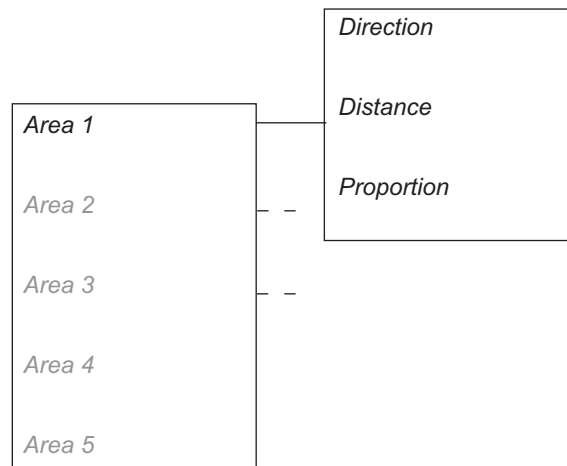 Direction
Distance
Proportion
Area 1
Area 2
Area 3
Area 4
Area 5